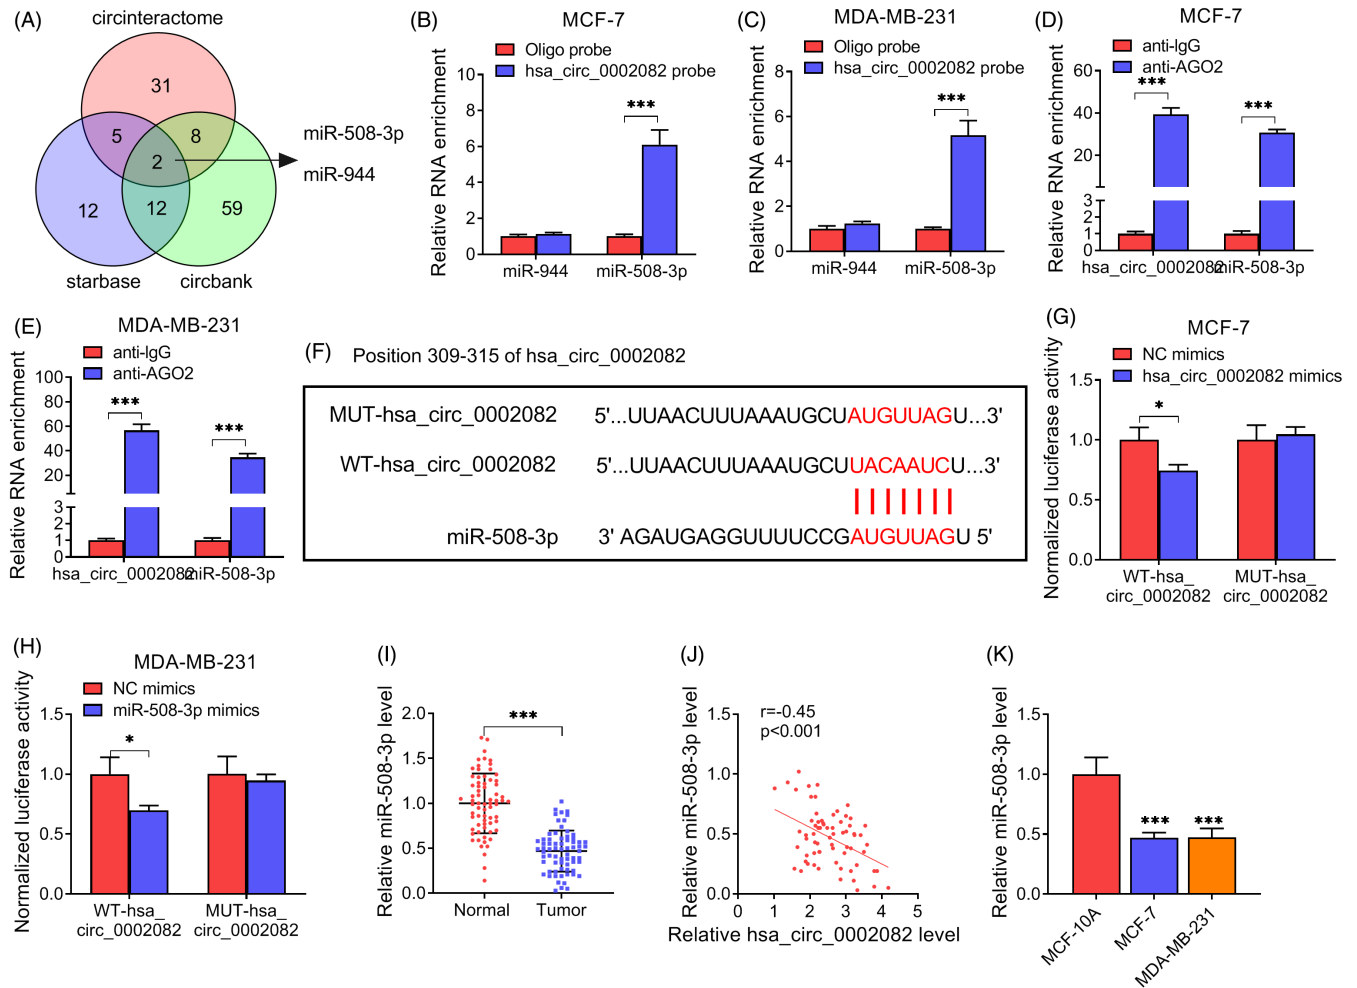 (A)
circinteractome
31
5
8
2
12
12
59
starbase
circbank
miR-508-3p
miR-944
(B)
MCF-7
Oligo probe
hsa_circ_0002082 probe
Relative RNA enrichment
10
8
6
4
2
0
***
miR-944
miR-508-3p
(C)
MDA-MB-231
Oligo probe
hsa_circ_0002082 probe
Relative RNA enrichment
8
6
4
2
0
***
miR-944
miR-508-3p
(D)
MCF-7
anti-IgG
anti-AGO2
Relative RNA enrichment
60
40
20
3
2
1
0
***
***
hsa_circ_0002082
miR-508-3p
(E)
MDA-MB-231
anti-IgG
anti-AGO2
Relative RNA enrichment
100
80
60
40
20
3
2
1
0
***
***
hsa_circ_0002082
miR-508-3p
(F)
Position 309-315 of hsa_circ_0002082
MUT-hsa_circ_0002082 5'...UUAACUUUAAAUGCUAUGUUAGU...3'
WT-hsa_circ_0002082 5'...UUAACUUUAAAUGCUUACAAUCU...3'
miR-508-3p 3' AGAUGAGGUUUUCCGAUGUUAGU 5'
(G)
MCF-7
NC mimics
hsa_circ_0002082 mimics
Normalized luciferase activity
1.5
1.0
0.5
0.0
*
WT-hsa_
circ_0002082
MUT-hsa_
circ_0002082
(H)
MDA-MB-231
NC mimics
miR-508-3p mimics
Normalized luciferase activity
1.5
1.0
0.5
0.0
*
WT-hsa_
circ_0002082
MUT-hsa_
circ_0002082
(I)
Relative miR-508-3p level
2.0
1.5
1.0
0.5
0.0
***
Normal
Tumor
(J)
Relative miR-508-3p level
1.5
1.0
0.5
0.0
r=-0.45
p<0.001
0 1 2 3 4 5
Relative hsa_circ_0002082 level
(K)
Relative miR-508-3p level
1.5
1.0
0.5
0.0
***
***
MCF-10A
MCF-7
MDA-MB-231